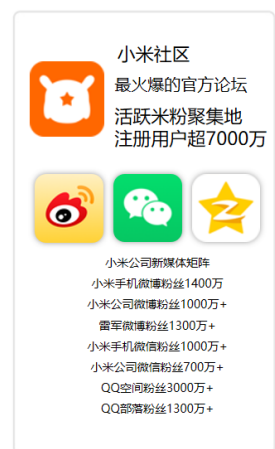 小米社区
最火爆的官方论坛
活跃米粉聚集地
注册用户超7000万
小米公司新媒体矩阵
小米手机微博粉丝1400万
小米公司微博粉丝1000万+
雷军微博粉丝1300万+
小米手机微信粉丝1000万+
小米公司微信粉丝700万+
QQ空间粉丝3000万+
QQ部落粉丝1300万+